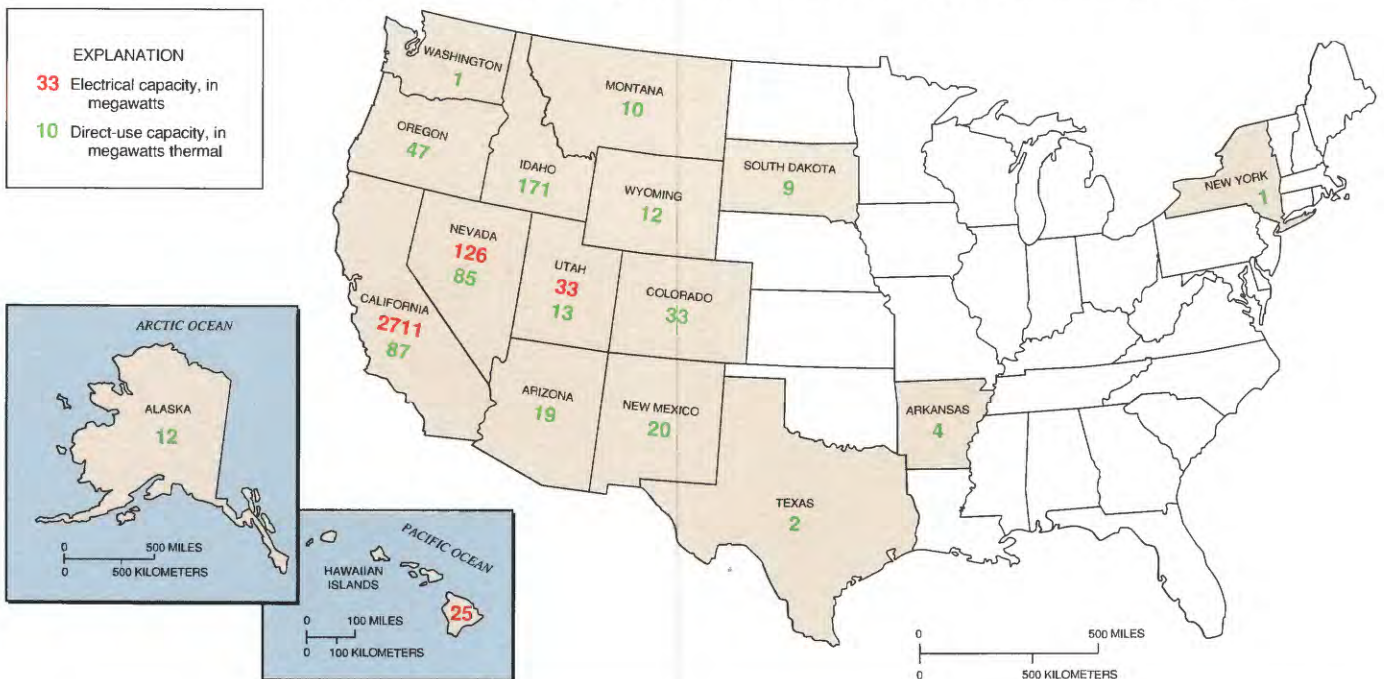 EXPLANATION
33 Electrical capacity, in
megawatts
10 Direct-use capacity, in
megawatts thermal
WASHINGTON
1
MONTANA
10
OREGON
47
IDAHO
171
WYOMING
12
SOUTH DAKOTA
9
NEW YORK
1
NEVADA
126
85
UTAH
33
13
COLORADO
33
CALIFORNIA
2711
87
ARIZONA
19
NEW MEXICO
20
ARKANSAS
4
TEXAS
2
ARCTIC OCEAN
ALASKA
12
0 500 MILES
0 500 KILOMETERS
PACIFIC OCEAN
HAWAIIAN
ISLANDS
25
0 100 MILES
0 100 KILOMETERS
0 500 MILES
0 500 KILOMETERS